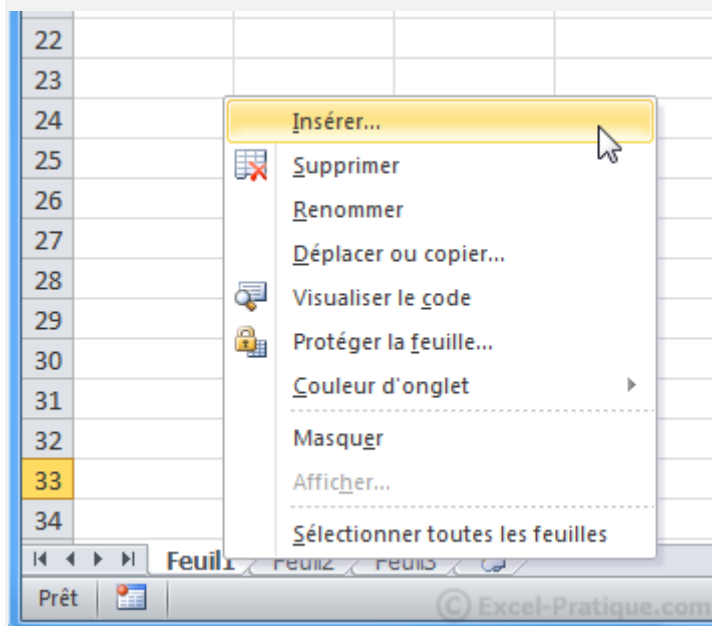 22
23
24
Insérer...
25
Supprimer
26
Renommer
27
Déplacer ou copier...
28
Visualiser le code
29
Protéger la feuille...
30
31
Couleur d'onglet
32
Masquer
33
Afficher...
34
Sélectionner toutes les feuilles
Feuil1 Feuil2 Feuil3
Prêt
© Excel-Pratique.com